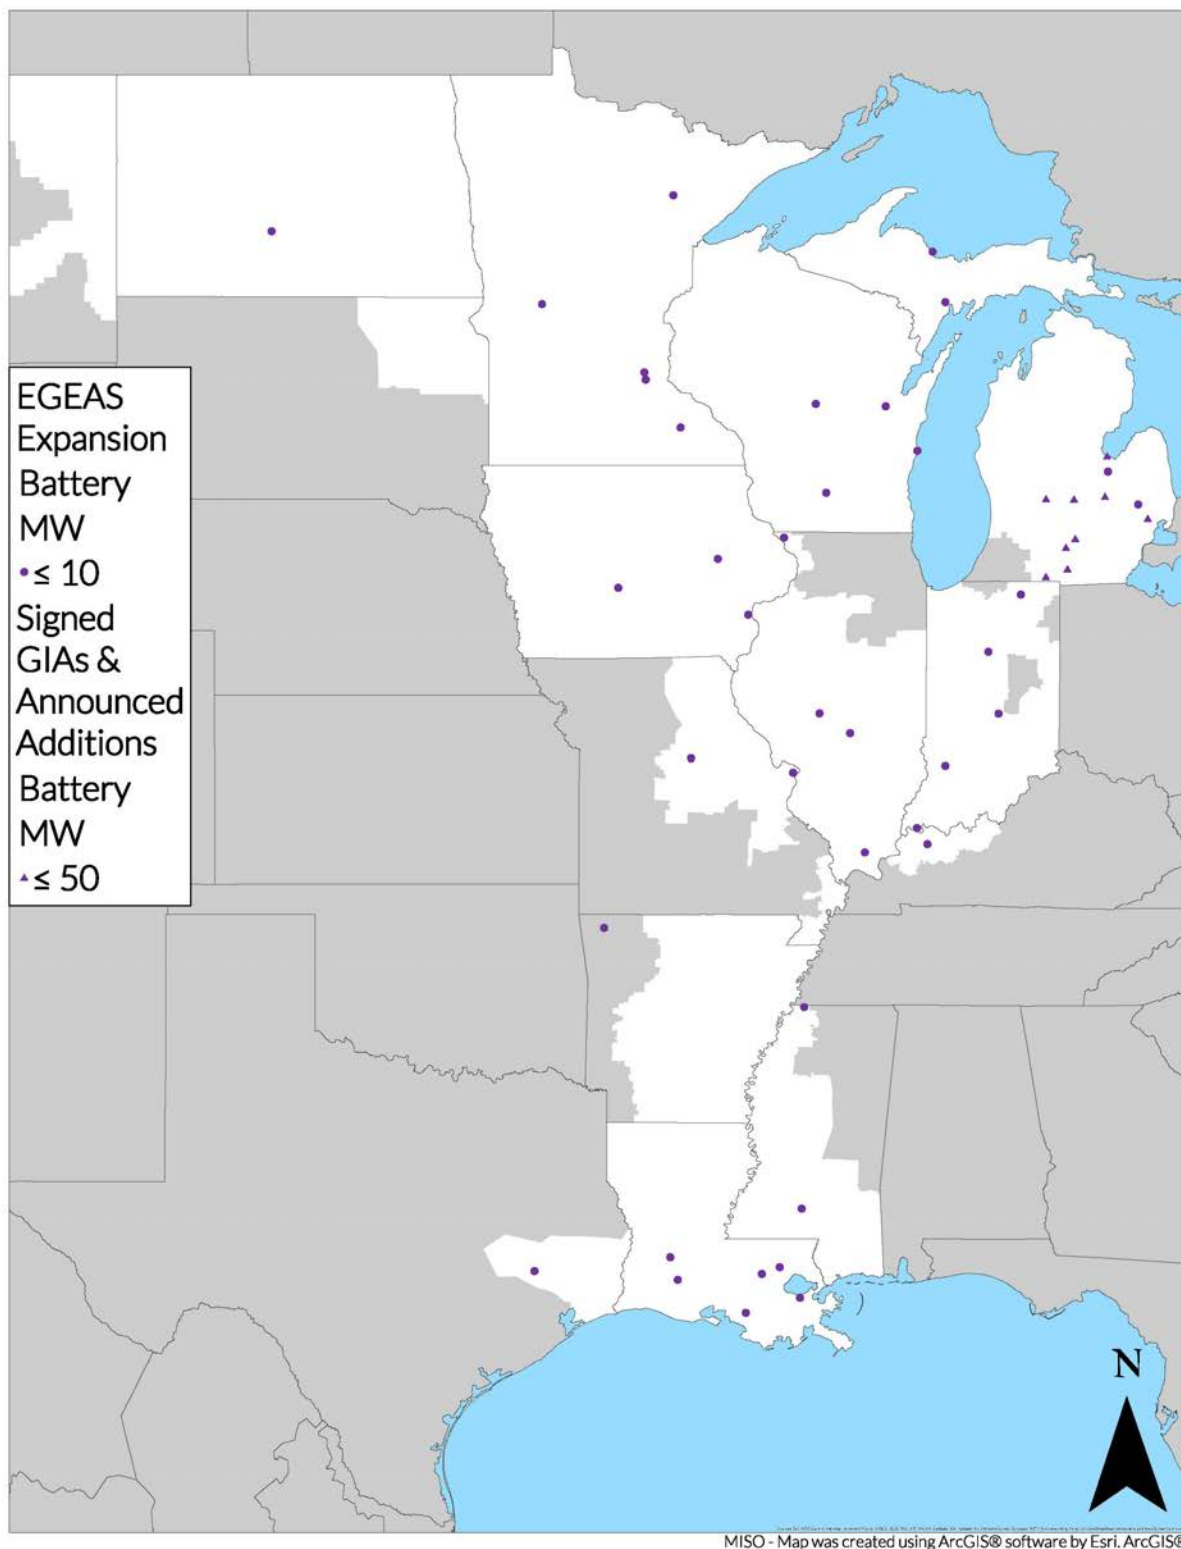 EGEAS
Expansion
Battery
MW
≤ 10
Signed
GIAs &
Announced
Additions
Battery
MW
≤ 50
N
MISO - Map was created using ArcGIS® software by Esri. ArcGIS®